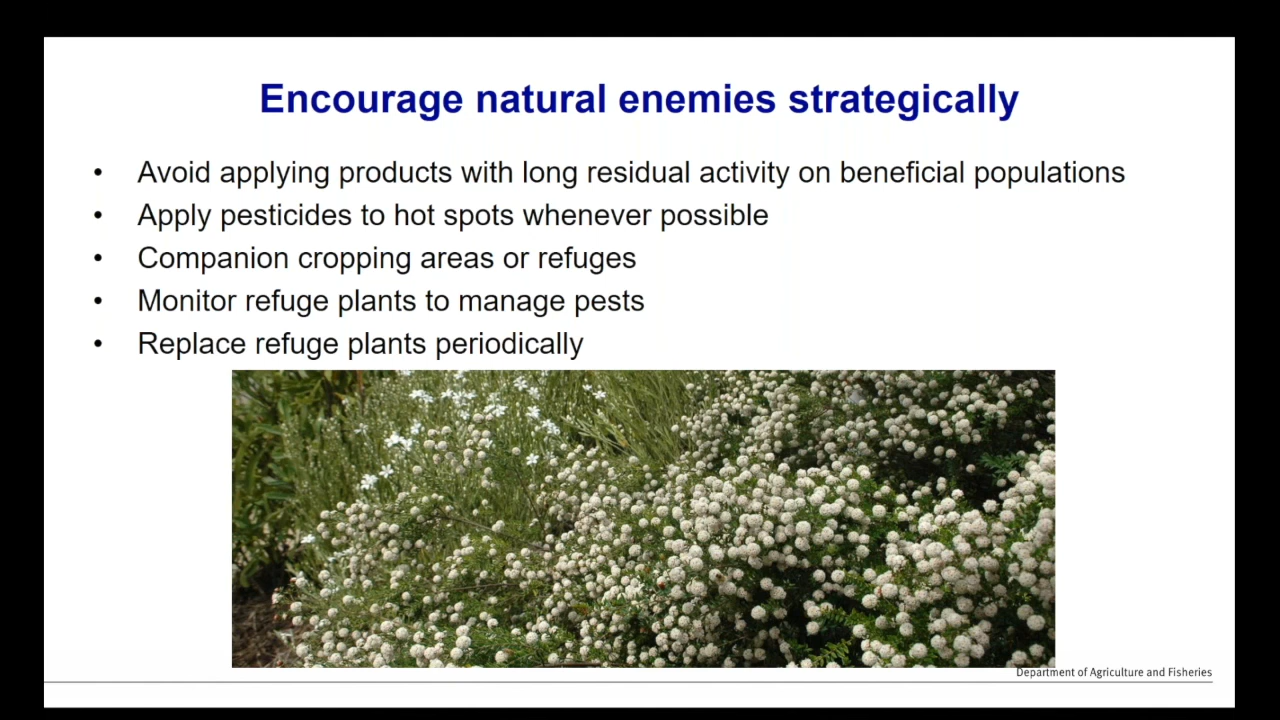 Encourage natural enemies strategically
• Avoid applying products with long residual activity on beneficial populations
• Apply pesticides to hot spots whenever possible
• Companion cropping areas or refuges
• Monitor refuge plants to manage pests
• Replace refuge plants periodically
Department of Agriculture and Fisheries